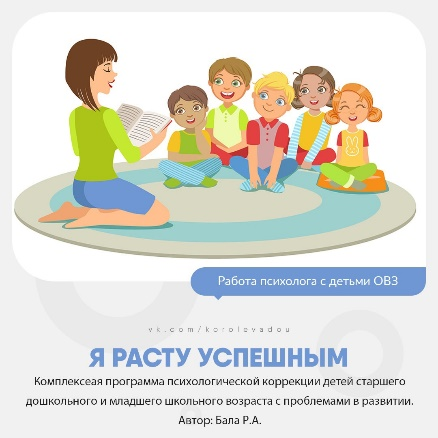 Работа психолога с детьми ОВЗ
vk.com/korolevadou
Я РАСТУ УСПЕШНЫМ
Комплексеая программа психологической коррекции детей старшего
дошкольного и младшего школьного возраста с проблемами в развитии.
Автор: Бала Р.А.